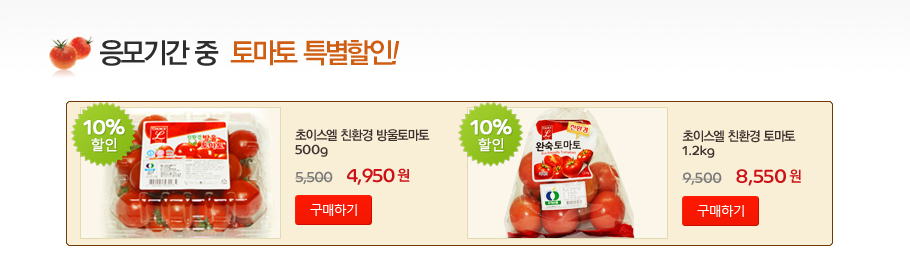 응모기간 중 토마토 특별할인!
10%
할인
초이스엘 친환경 방울토마토
500g
5,500 4,950 원
구매하기
10%
할인
친환경
완숙토마토
초이스엘 친환경 토마토
1.2kg
9,500 8,550 원
구매하기